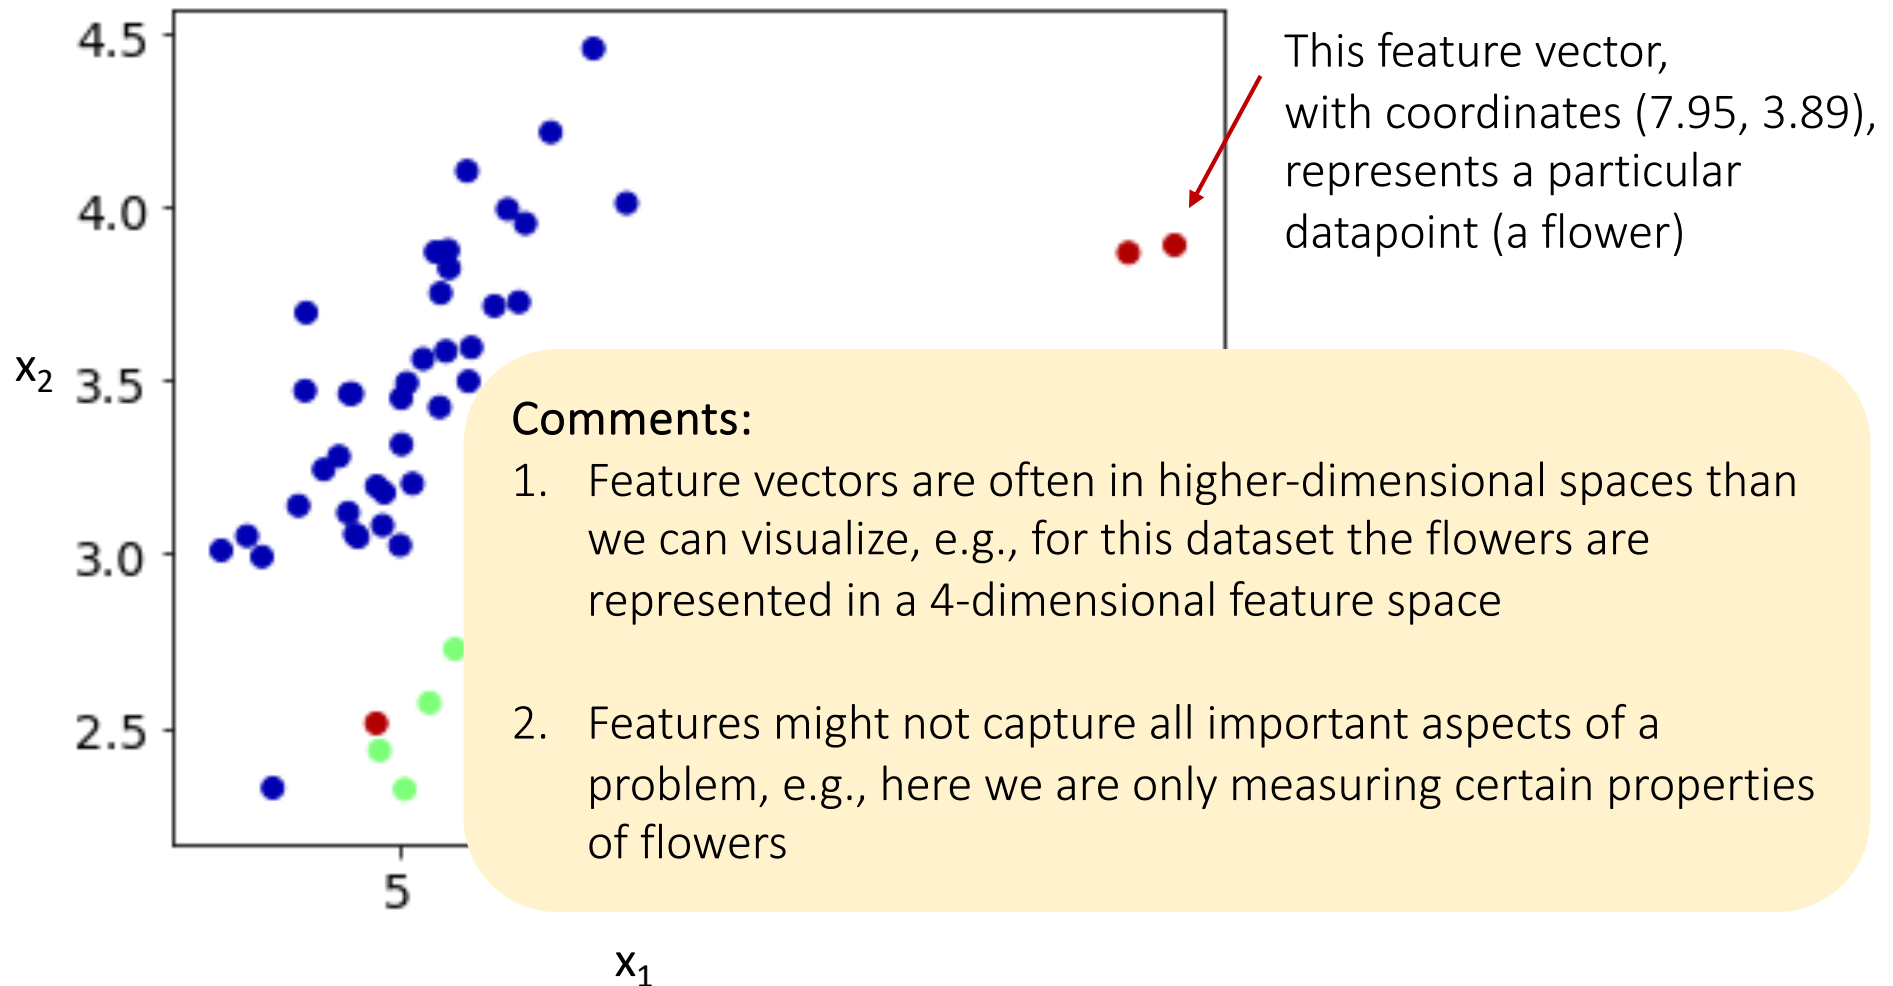 4.5
4.0
x2
3.5
3.0
2.5
5
x1
This feature vector,
with coordinates (7.95, 3.89),
represents a particular
datapoint (a flower)
Comments:
1. Feature vectors are often in higher-dimensional spaces than
we can visualize, e.g., for this dataset the flowers are
represented in a 4-dimensional feature space
2. Features might not capture all important aspects of a
problem, e.g., here we are only measuring certain properties
of flowers